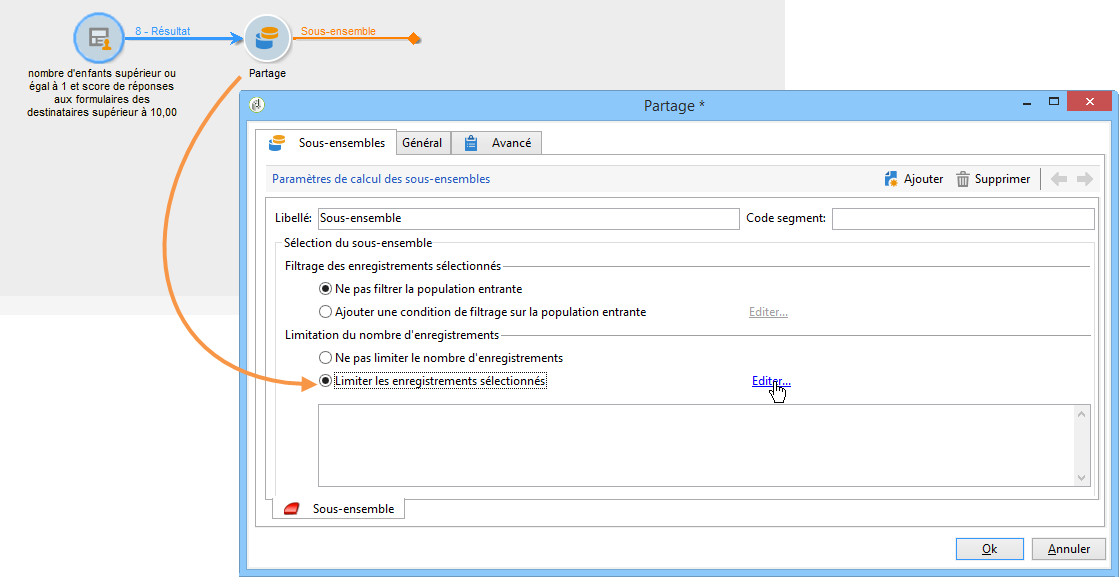 8 - Résultat
Sous-ensemble
nombre d'enfants supérieur ou
égal à 1 et score de réponses
aux formulaires des
destinataires supérieur à 10,00
Partage
Partage *
Sous-ensembles
Général
Avancé
Paramètres de calcul des sous-ensembles
Ajouter
Supprimer
Libellé:
Sous-ensemble
Code segment:
Sélection du sous-ensemble
Filtrage des enregistrements sélectionnés
Ne pas filtrer la population entrante
Ajouter une condition de filtrage sur la population entrante
Editer...
Limitation du nombre d'enregistrements
Ne pas limiter le nombre d'enregistrements
Limiter les enregistrements sélectionnés
Editer...
Sous-ensemble
Ok
Annuler